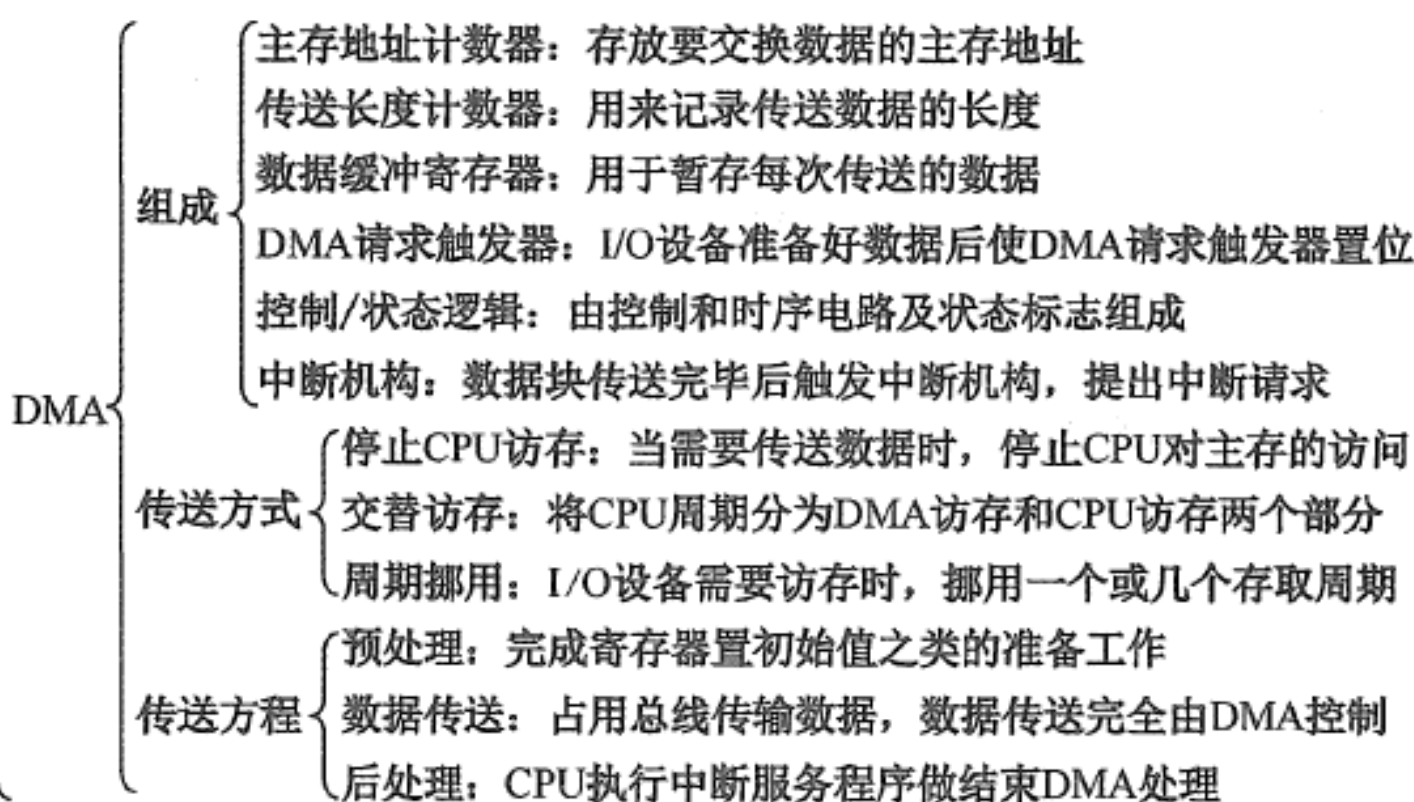 主存地址计数器：存放要交换数据的主存地址
传送长度计数器：用来记录传送数据的长度
数据缓冲寄存器：用于暂存每次传送的数据
组成
DMA请求触发器：I/O设备准备好数据后使DMA请求触发器置位
控制/状态逻辑：由控制和时序电路及状态标志组成
中断机构：数据块传送完毕后触发中断机构，提出中断请求
DMA
停止CPU访存：当需要传送数据时，停止CPU对主存的访问
传送方式
交替访存：将CPU周期分为DMA访存和CPU访存两个部分
周期挪用：I/O设备需要访存时，挪用一个或几个存取周期
预处理：完成寄存器置初始值之类的准备工作
传送方程
数据传送：占用总线传输数据，数据传送完全由DMA控制
后处理：CPU执行中断服务程序做结束DMA处理